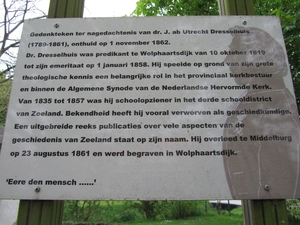 Gedenkteken ter nagedachtenis van dr. J. ab Utrecht Dresselhuis
(1789-1861), onthuld op 1 november 1862.
Dr. Dresselhuis was predikant te Wolphaartsdijk van 10 oktober 1819
tot zijn emeritaat op 1 januari 1858. Hij speelde op grond van zijn grote
theologische kennis een belangrijke rol in het provinciaal kerkbestuur
en binnen de Algemene Synode van de Nederlandse Hervormde Kerk.
Van 1835 tot 1857 was hij schoolopziener in het derde schooldistrict
van Zeeland. Bekendheid heeft hij vooral verworven als geschiedkundige.
Een uitgebreide reeks publicaties over vele aspecten van de
geschiedenis van Zeeland staat op zijn naam. Hij overleed te Middelburg
op 23 augustus 1861 en werd begraven in Wolphaartsdijk.
'Eere den mensch ......'